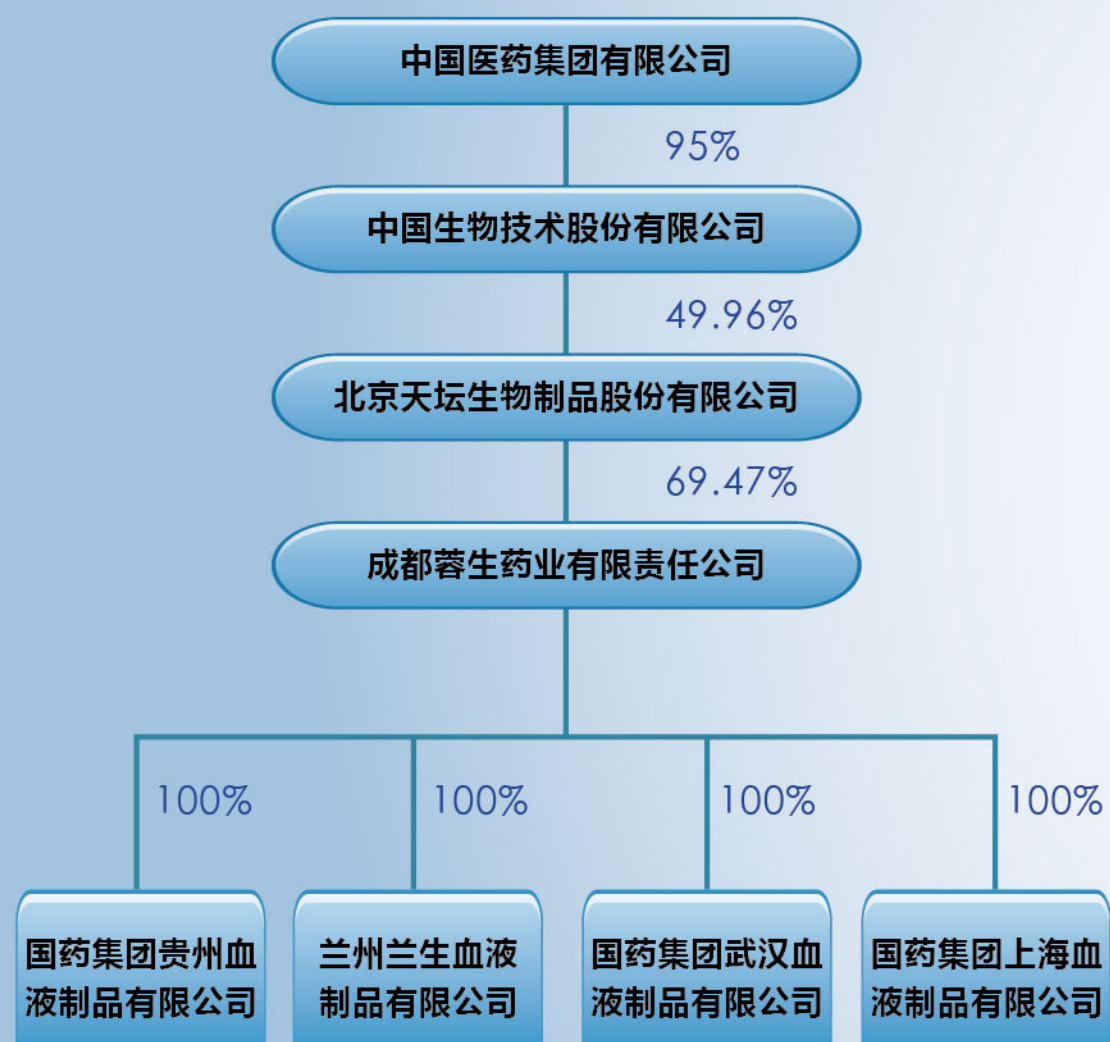 中国医药集团有限公司
95%
中国生物技术股份有限公司
49.96%
北京天坛生物制品股份有限公司
69.47%
成都蓉生药业有限责任公司
100%
100%
100%
100%
国药集团贵州血
液制品有限公司
兰州兰生血液
制品有限公司
国药集团武汉血
液制品有限公司
国药集团上海血
液制品有限公司